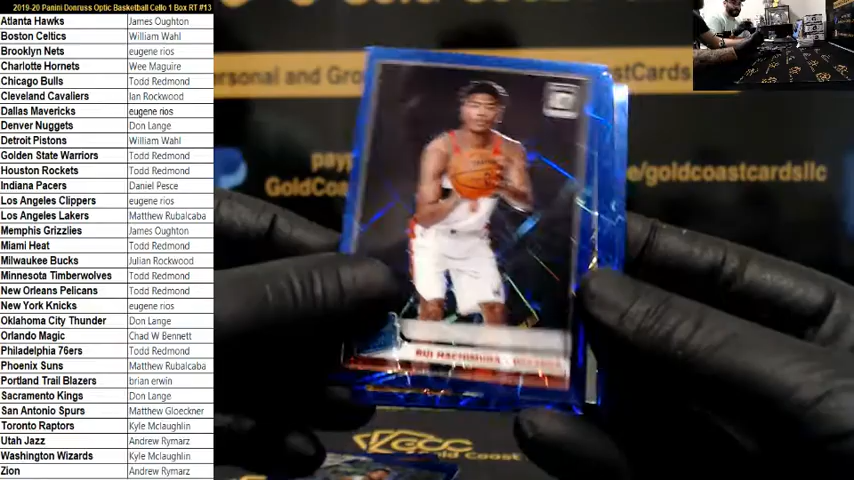 2019-20 Panini Donruss Optic Basketball Cello 1 Box RT #13
Atlanta Hawks James Oughton
Boston Celtics William Wahl
Brooklyn Nets eugene rios
Charlotte Hornets Wee Maguire
Chicago Bulls Todd Redmond
Cleveland Cavaliers Ian Rockwood
Dallas Mavericks eugene rios
Denver Nuggets Don Lange
Detroit Pistons William Wahl
Golden State Warriors Todd Redmond
Houston Rockets Todd Redmond
Indiana Pacers Daniel Pesce
Los Angeles Clippers eugene rios
Los Angeles Lakers Matthew Rubalcaba
Memphis Grizzlies James Oughton
Miami Heat Todd Redmond
Milwaukee Bucks Julian Rockwood
Minnesota Timberwolves Todd Redmond
New Orleans Pelicans Todd Redmond
New York Knicks eugene rios
Oklahoma City Thunder Don Lange
Orlando Magic Chad W Bennett
Philadelphia 76ers Todd Redmond
Phoenix Suns Matthew Rubalcaba
Portland Trail Blazers brian erwin
Sacramento Kings Don Lange
San Antonio Spurs Matthew Gloeckner
Toronto Raptors Kyle Mclaughlin
Utah Jazz Andrew Rymarz
Washington Wizards Kyle Mclaughlin
Zion Andrew Rymarz
ersonal and Gro
oastCards
payp
GoldCoas
e/goldcoastcardsllc
RUI HACHIMURA
GCC
Gold Coast